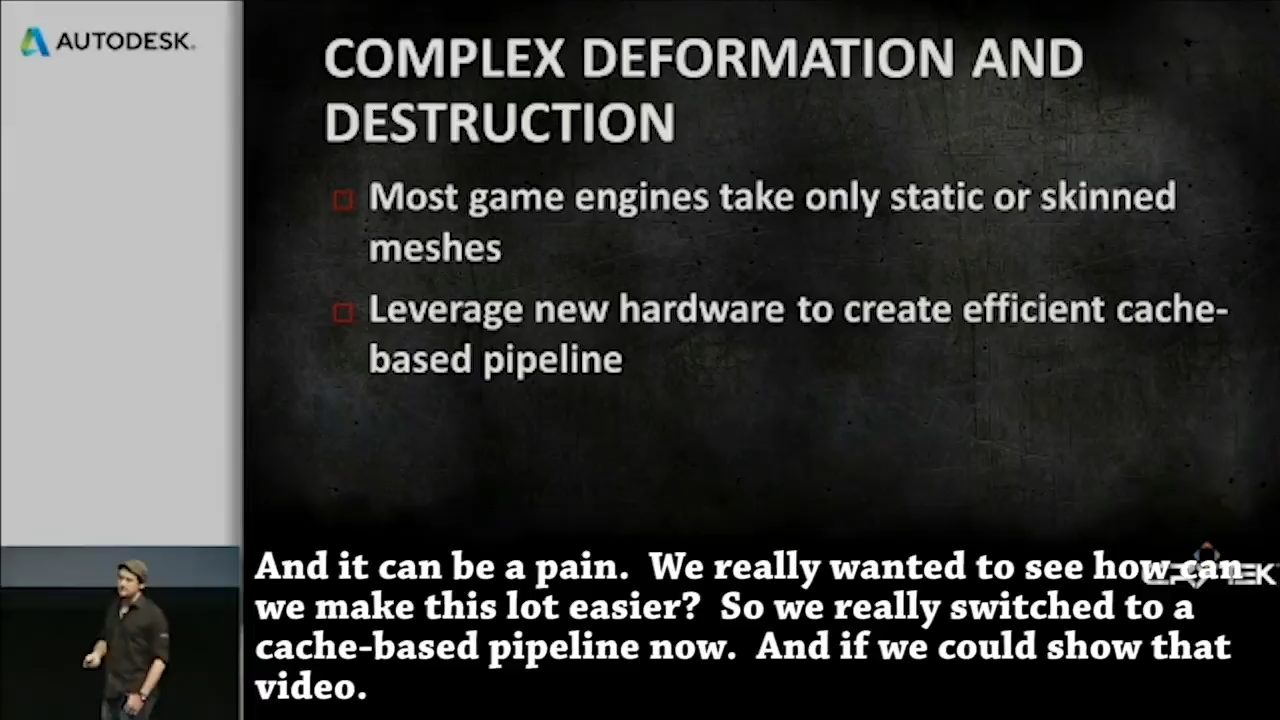 AUTODESK.
COMPLEX DEFORMATION AND
DESTRUCTION
Most game engines take only static or skinned
meshes
Leverage new hardware to create efficient cache-
based pipeline
And it can be a pain.  We really wanted to see how can
we make this lot easier?  So we really switched to a
cache-based pipeline now.  And if we could show that
video.